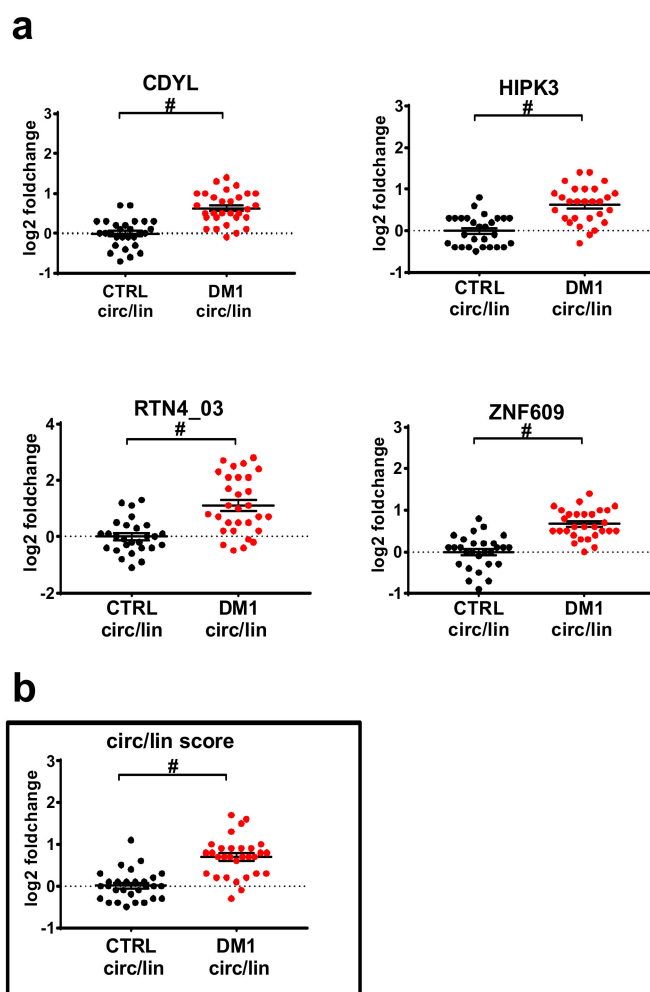 a
CDYL
#
log2 foldchange
3
2
1
0
-1
CTRL
circ/lin
DM1
circ/lin
HIPK3
#
log2 foldchange
3
2
1
0
-1
CTRL
circ/lin
DM1
circ/lin
RTN4_03
#
log2 foldchange
4
2
0
-2
CTRL
circ/lin
DM1
circ/lin
ZNF609
#
log2 foldchange
3
2
1
0
-1
CTRL
circ/lin
DM1
circ/lin
b
circ/lin score
#
log2 foldchange
3
2
1
0
-1
CTRL
circ/lin
DM1
circ/lin